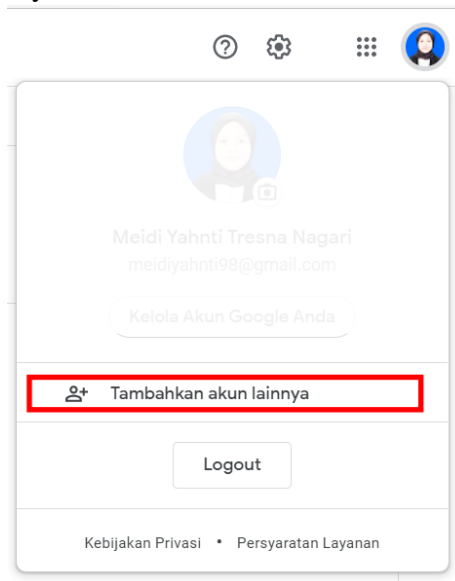 Meidi Yahnti Tresna Nagari
meidiyahnti98@gmail.com
Kelola Akun Google Anda
Tambahkan akun lainnya
Logout
Kebijakan Privasi • Persyaratan Layanan